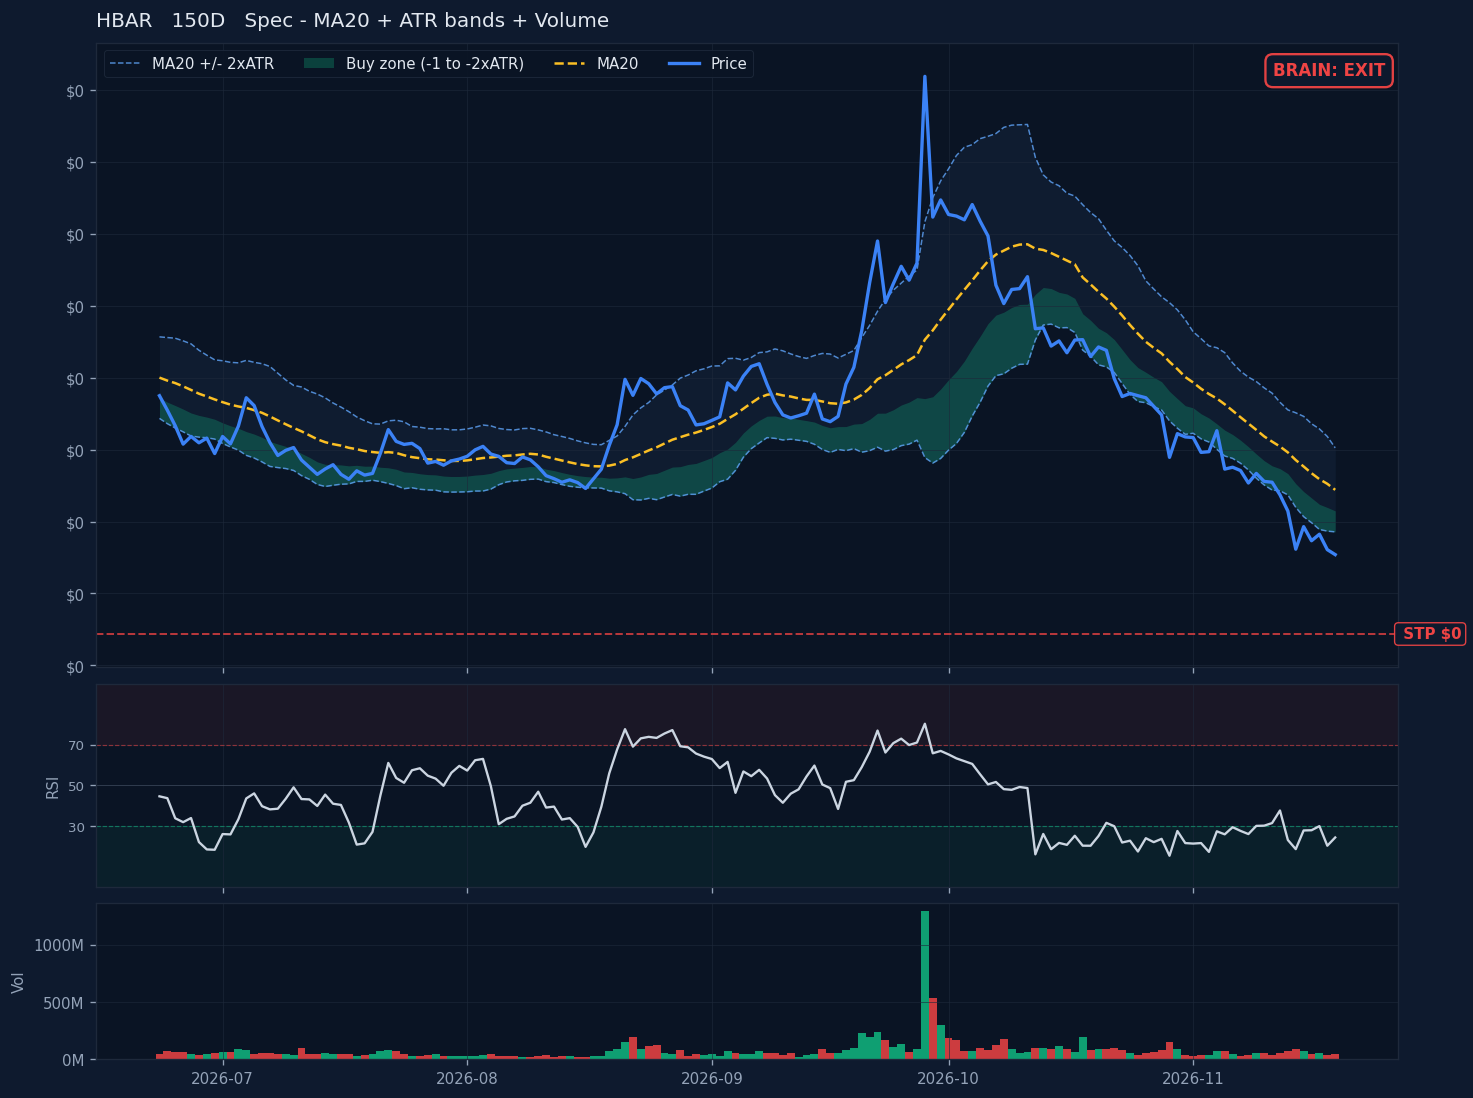 HBAR   150D   Spec - MA20 + ATR bands + Volume
MA20 +/- 2xATR
Buy zone (-1 to -2xATR)
MA20
Price
BRAIN: EXIT
$0
$0
$0
$0
$0
$0
$0
$0
$0
STP $0
RSI
70
50
30
Vol
1000M
500M
0M
2026-07
2026-08
2026-09
2026-10
2026-11